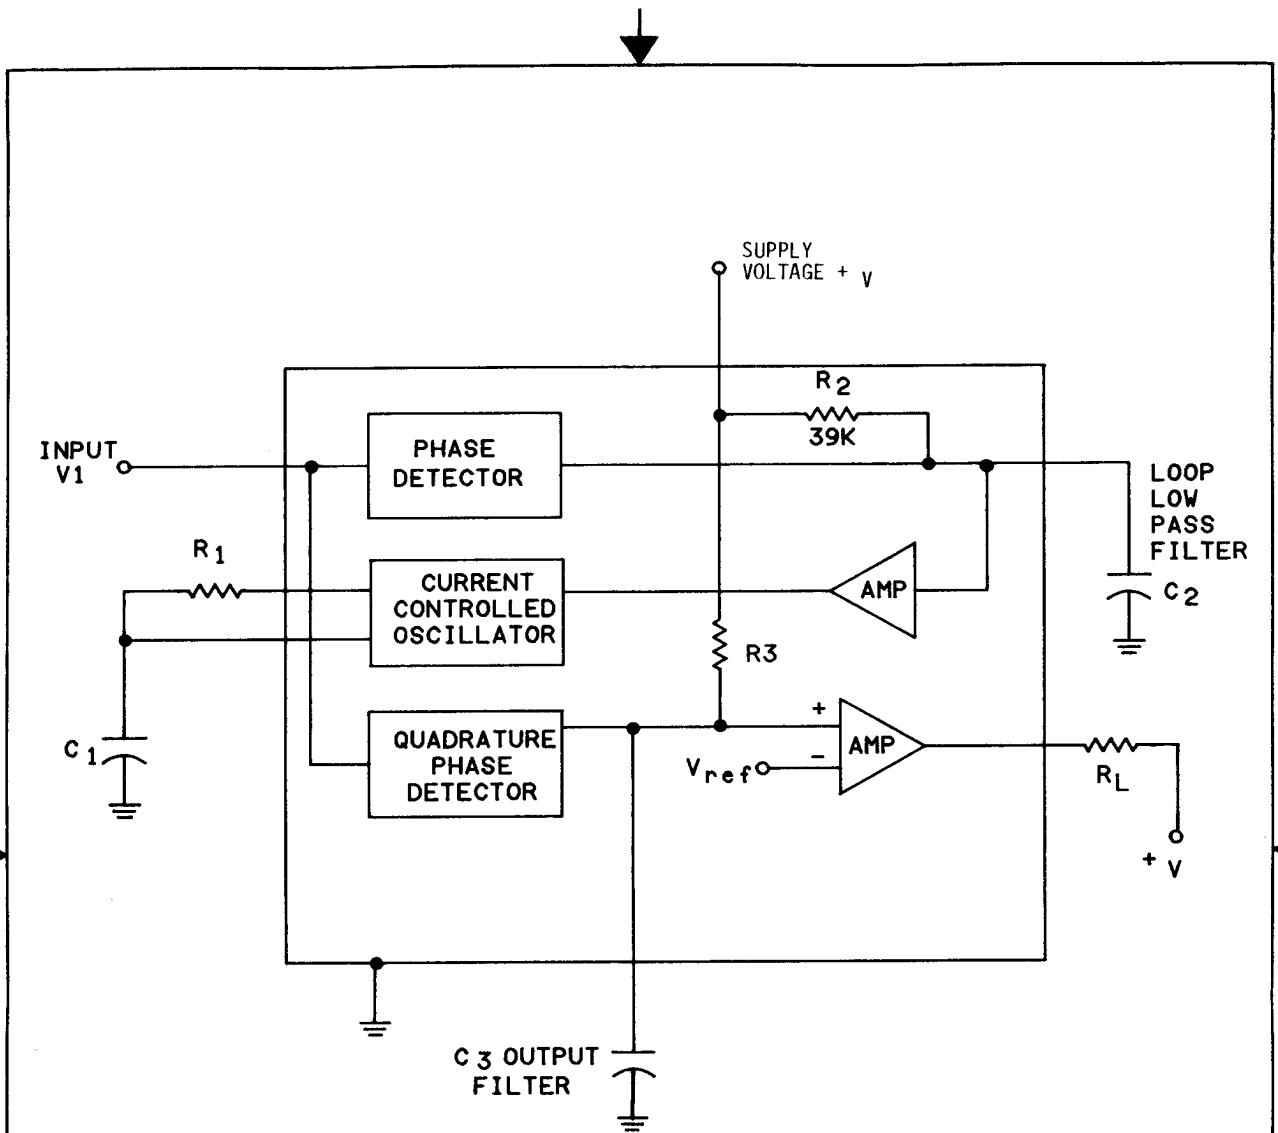 SUPPLY
VOLTAGE + V
R2
39K
INPUT
V1
PHASE
DETECTOR
LOOP
LOW
PASS
FILTER
R1
CURRENT
CONTROLLED
OSCILLATOR
AMP
C2
R3
C1
QUADRATURE
PHASE
DETECTOR
+
AMP
Vref
-
RL
+ V
C3 OUTPUT
FILTER